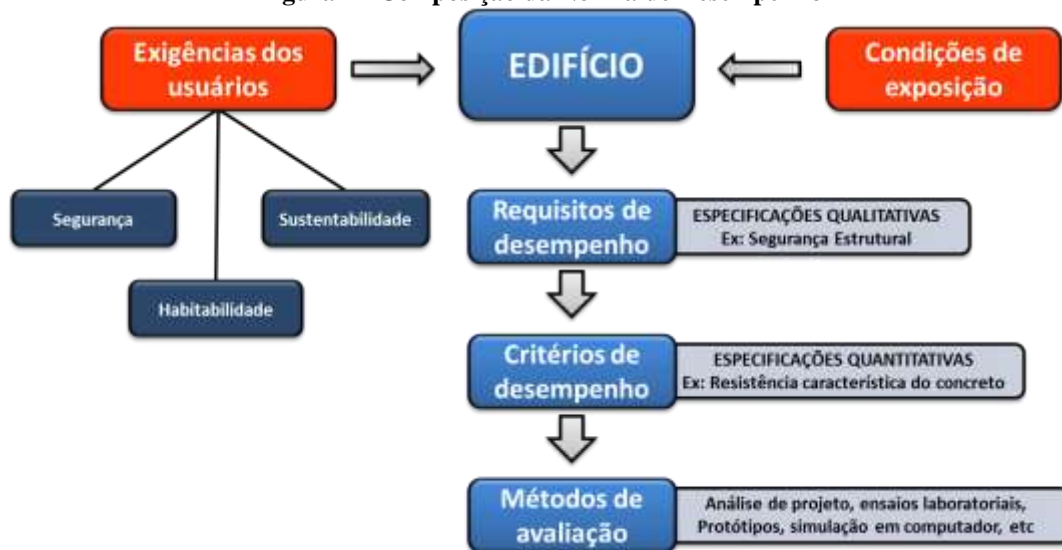 Exigências dos
usuários
EDIFÍCIO
Condições de
exposição
Segurança
Sustentabilidade
Habitabilidade
Requisitos de
desempenho
ESPECIFICAÇÕES QUALITATIVAS
Ex: Segurança Estrutural
Critérios de
desempenho
ESPECIFICAÇÕES QUANTITATIVAS
Ex: Resistência característica do concreto
Métodos de
avaliação
Análise de projeto, ensaios laboratoriais,
Protótipos, simulação em computador, etc